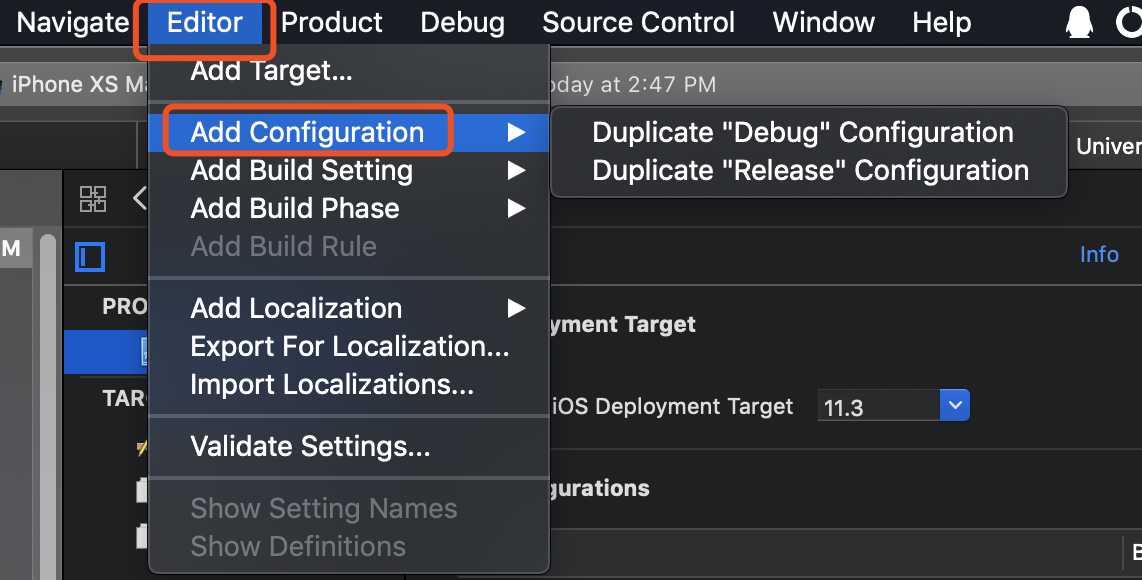 Navigate Editor Product Debug Source Control Window Help
iPhone XS Ma
oday at 2:47 PM
Add Target...
Add Configuration
Duplicate "Debug" Configuration
Duplicate "Release" Configuration
Univer
Add Build Setting
Add Build Phase
Add Build Rule
M
Info
PRO
Add Localization
Export For Localization...
Import Localizations...
yment Target
TAR
iOS Deployment Target 11.3
Validate Settings...
gurations
Show Setting Names
Show Definitions
B